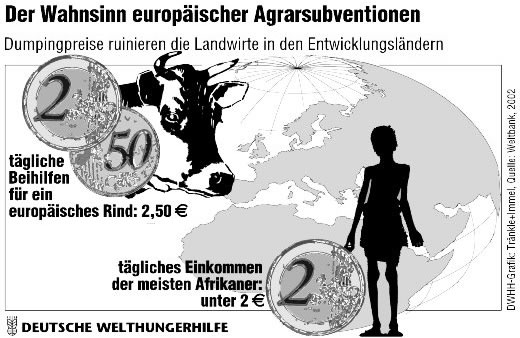 Der Wahnsinn europäischer Agrarsubventionen
Dumpingpreise ruinieren die Landwirte in den Entwicklungsländern
2
50
tägliche
Beihilfen
für ein
europäisches Rind: 2,50 €
tägliches Einkommen
der meisten Afrikaner:
unter 2 €
2
DEUTSCHE WELTHUNGERHILFE
DWHH-Grafik: Tränkle+Immel, Quelle: Weltbank, 2002